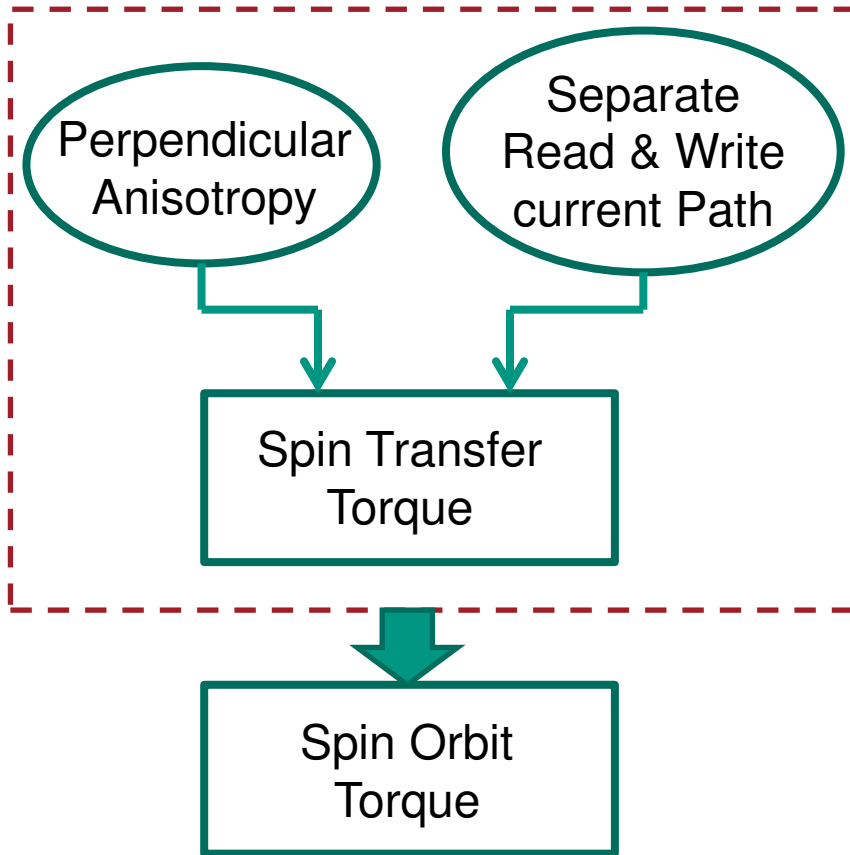 Perpendicular
Anisotropy
Separate
Read & Write
current Path
Spin Transfer
Torque
Spin Orbit
Torque